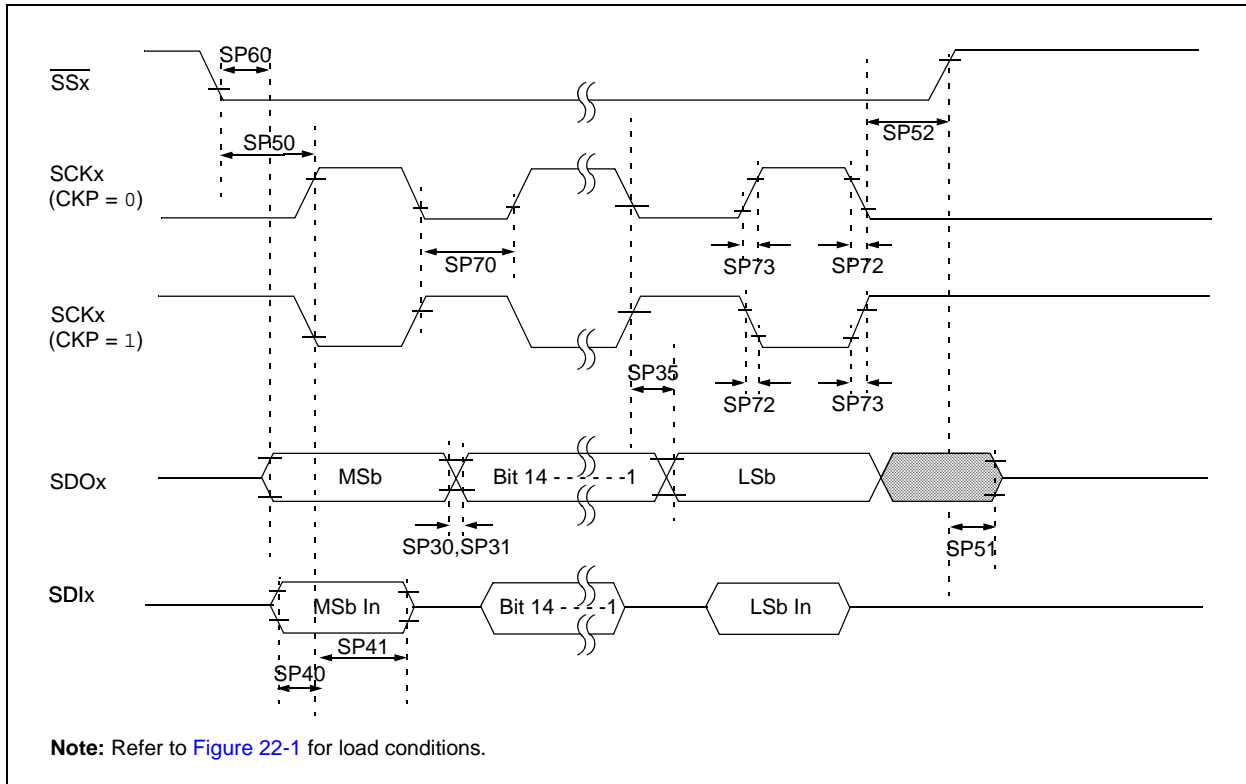 SP60
SSx
SP50
SP52
SCKx
(CKP = 0)
SP70
SP73
SP72
SCKx
(CKP = 1)
SP35
SP72
SP73
SDOx
MSb
Bit 14 - - - - - -1
LSb
SP30,SP31
SP51
SDIx
MSb In
Bit 14 - - - -1
LSb In
SP41
SP40
Note: Refer to Figure 22-1 for load conditions.